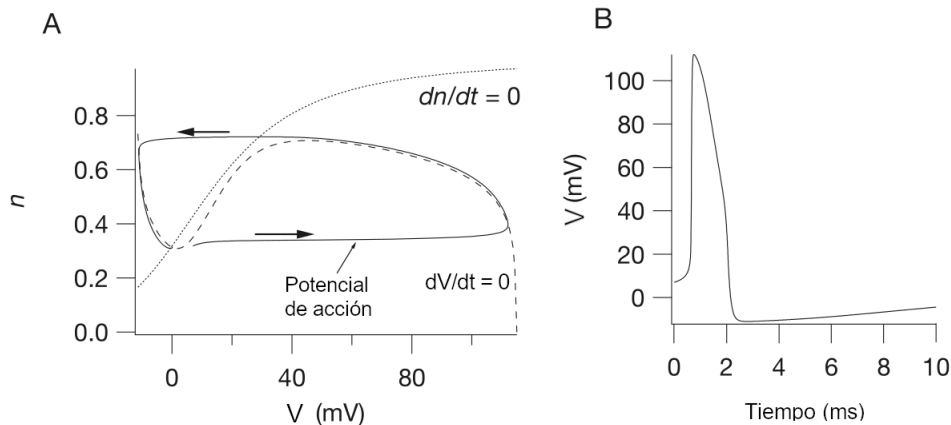 A
dn/dt = 0
0.8
0.6
n
0.4
0.2
0.0
Potencial
de acción
dV/dt = 0
0
40
80
V (mV)
B
100
80
60
V (mV)
40
20
0
0
2
4
6
8
10
Tiempo (ms)